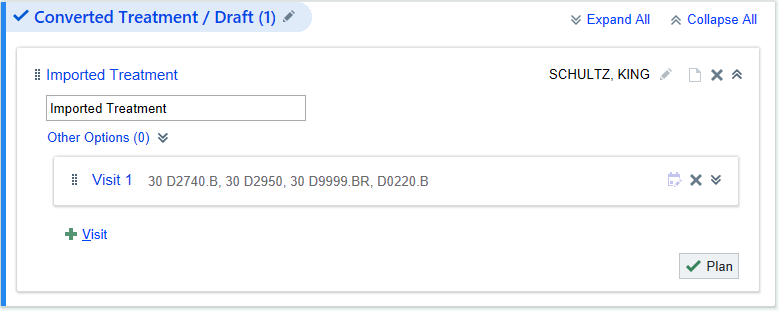 Converted Treatment / Draft (1)
Expand All
Collapse All
Imported Treatment
SCHULTZ, KING
Imported Treatment
Other Options (0)
Visit 1
30 D2740.B, 30 D2950, 30 D9999.BR, D0220.B
Visit
Plan